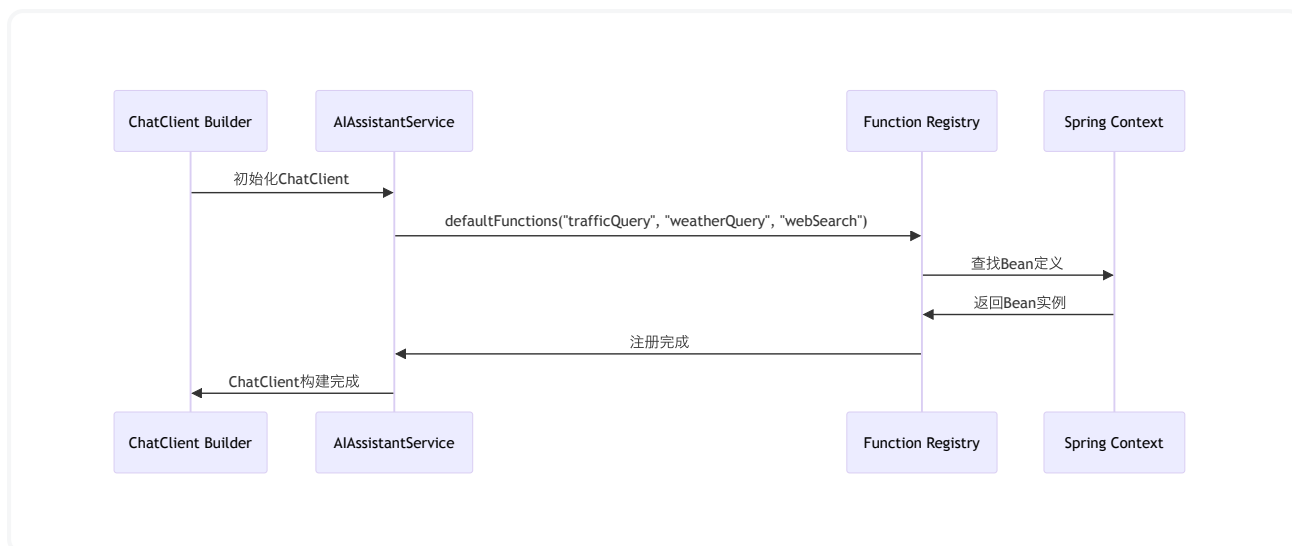 ChatClient Builder
AIAssistantService
Function Registry
Spring Context
初始化ChatClient
defaultFunctions("trafficQuery", "weatherQuery", "webSearch")
查找Bean定义
返回Bean实例
注册完成
ChatClient构建完成
ChatClient Builder
AIAssistantService
Function Registry
Spring Context